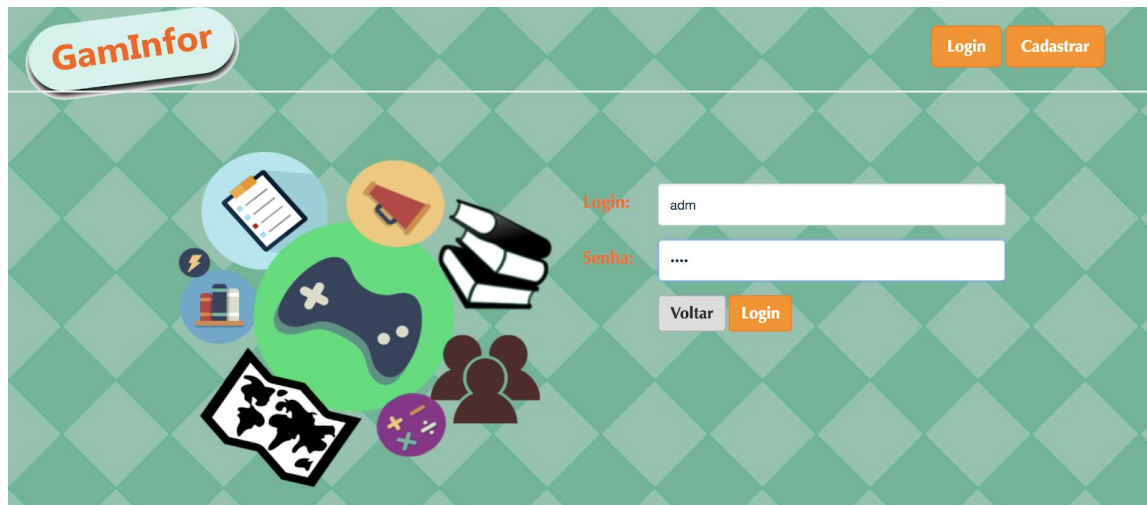 GamInfor
Login Cadastrar
Login: adm
Senha: ••••
Voltar Login